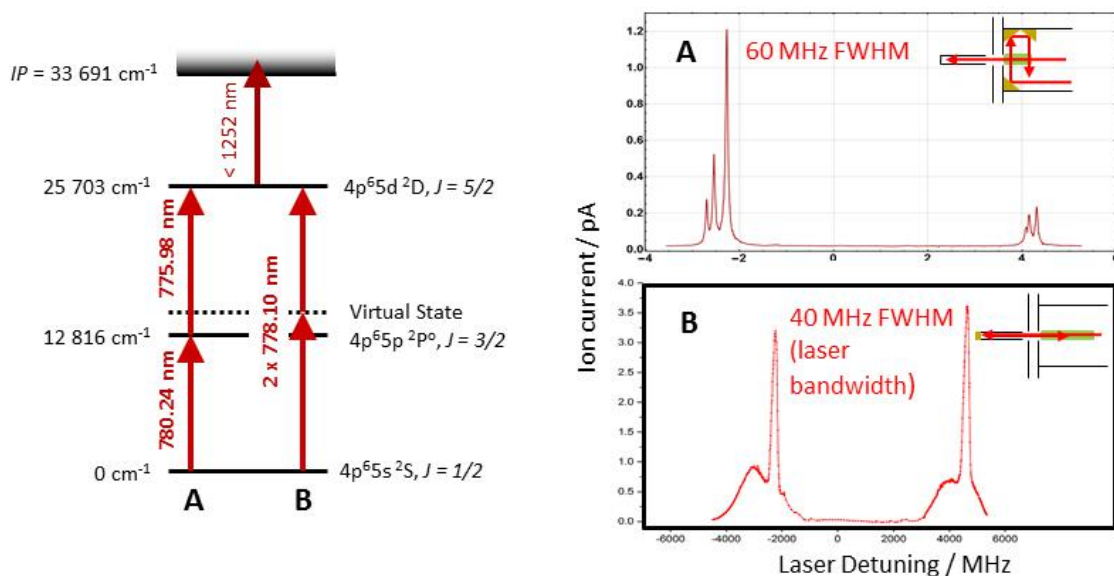 IP = 33 691 cm⁻¹
< 1252 nm
25 703 cm⁻¹
4p⁶5d ²D, J = 5/2
775.98 nm
2 x 778.10 nm
Virtual State
12 816 cm⁻¹
4p⁶5p ²Pᵒ, J = 3/2
780.24 nm
0 cm⁻¹
4p⁶5s ²S, J = 1/2
A
B
Ion current / pA
A
60 MHz FWHM
1.2
1.0
0.8
0.6
0.4
0.2
0.0
−4
−2
0
2
4
6
B
40 MHz FWHM
(laser
bandwidth)
4.0
3.5
3.0
2.5
2.0
1.5
1.0
0.5
0.0
-6000
-4000
-2000
0
2000
4000
6000
Laser Detuning / MHz